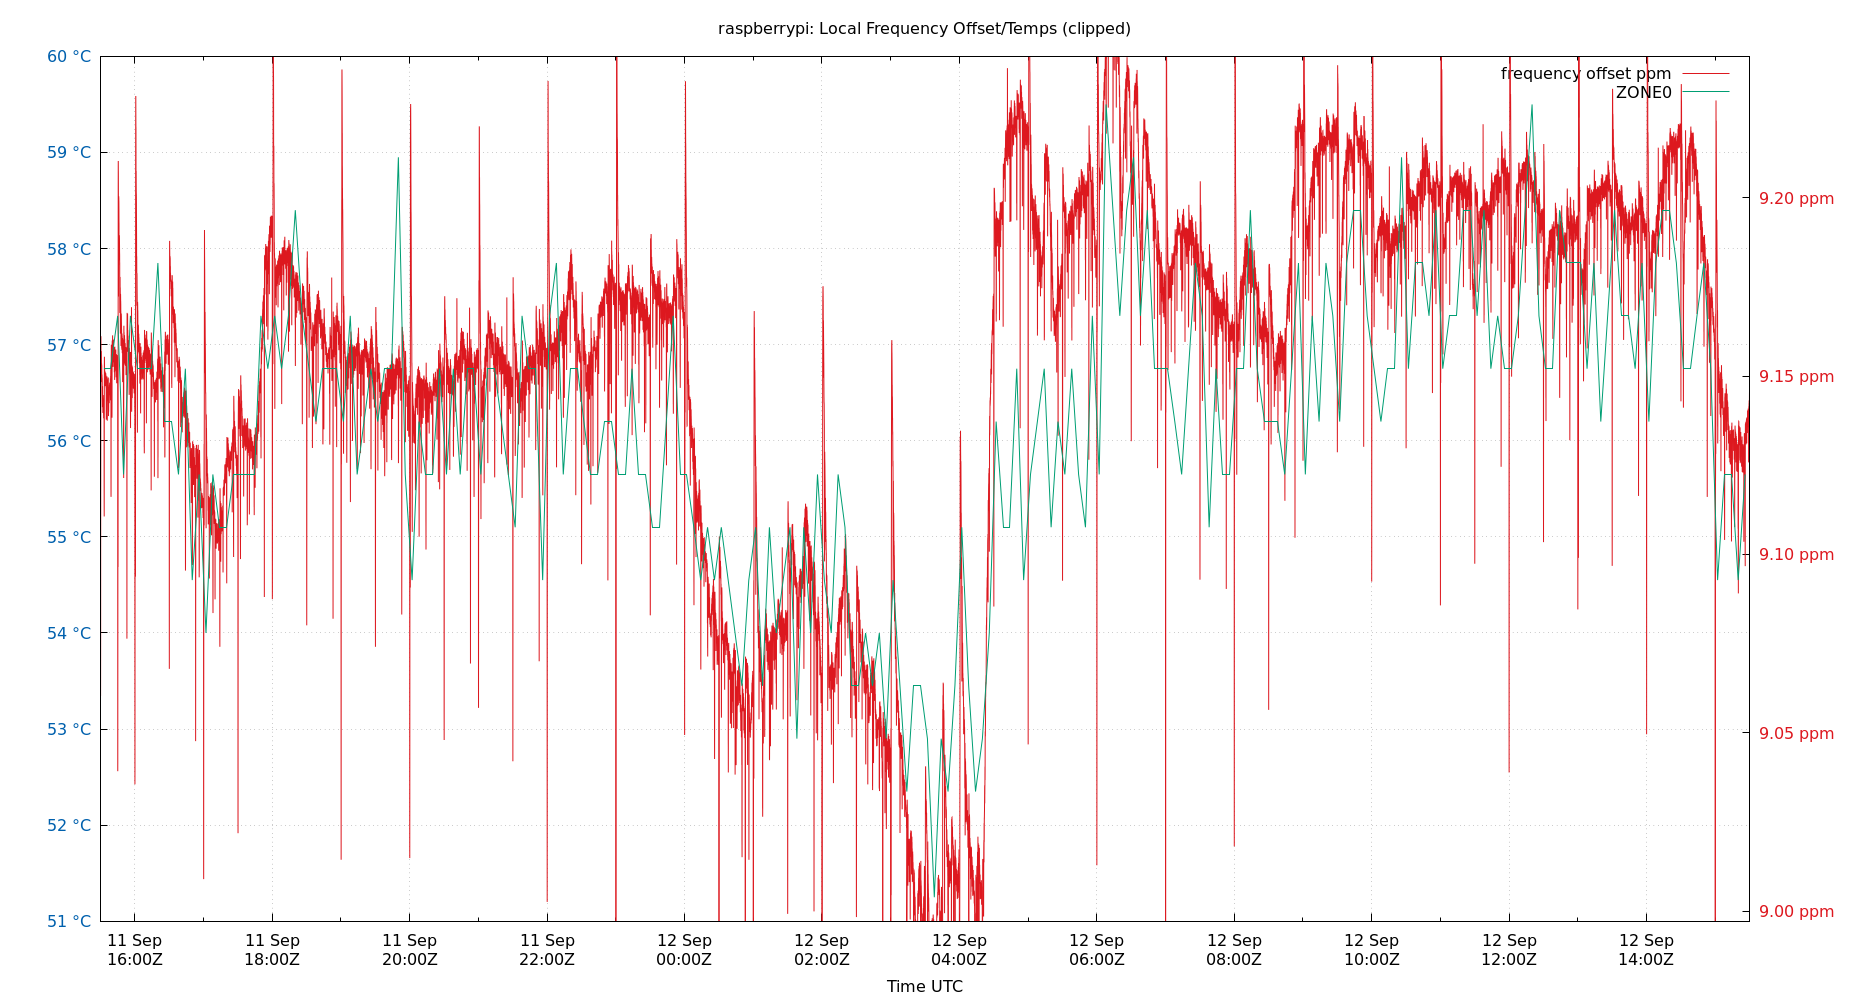 raspberrypi: Local Frequency Offset/Temps (clipped)
frequency offset ppm
ZONE0
60 °C
59 °C
58 °C
57 °C
56 °C
55 °C
54 °C
53 °C
52 °C
51 °C
9.20 ppm
9.15 ppm
9.10 ppm
9.05 ppm
9.00 ppm
11 Sep 11 Sep 11 Sep 11 Sep 12 Sep 12 Sep 12 Sep 12 Sep 12 Sep 12 Sep 12 Sep 12 Sep
16:00Z 18:00Z 20:00Z 22:00Z 00:00Z 02:00Z 04:00Z 06:00Z 08:00Z 10:00Z 12:00Z 14:00Z
Time UTC